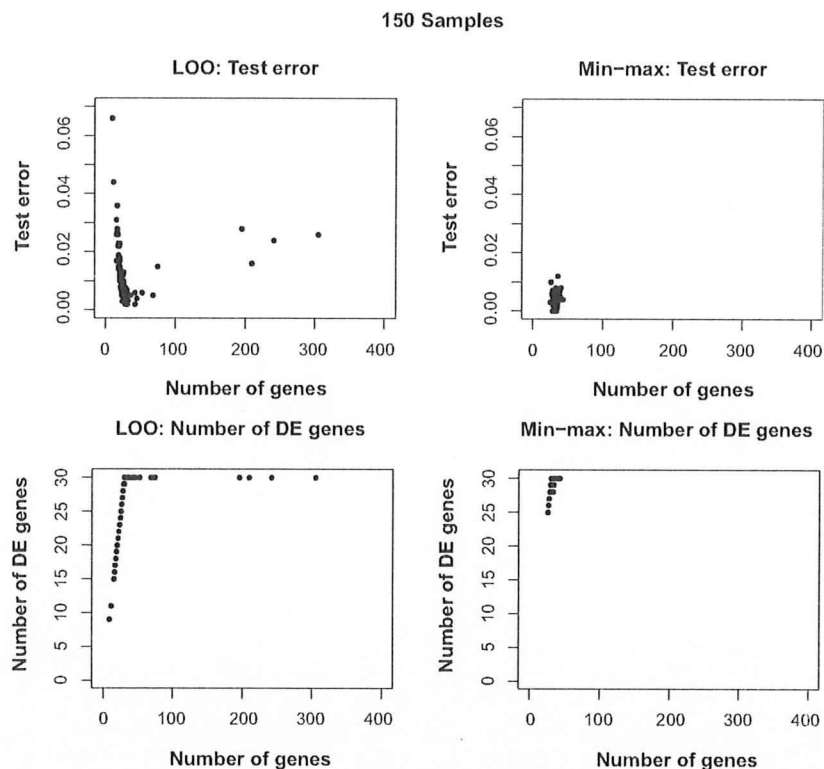 150 Samples
LOO: Test error
Min-max: Test error
Test error
0.00 0.02 0.04 0.06
0 100 200 300 400
Number of genes
Test error
0.00 0.02 0.04 0.06
0 100 200 300 400
Number of genes
LOO: Number of DE genes
Min-max: Number of DE genes
Number of DE genes
0 5 10 15 20 25 30
0 100 200 300 400
Number of genes
Number of DE genes
0 5 10 15 20 25 30
0 100 200 300 400
Number of genes